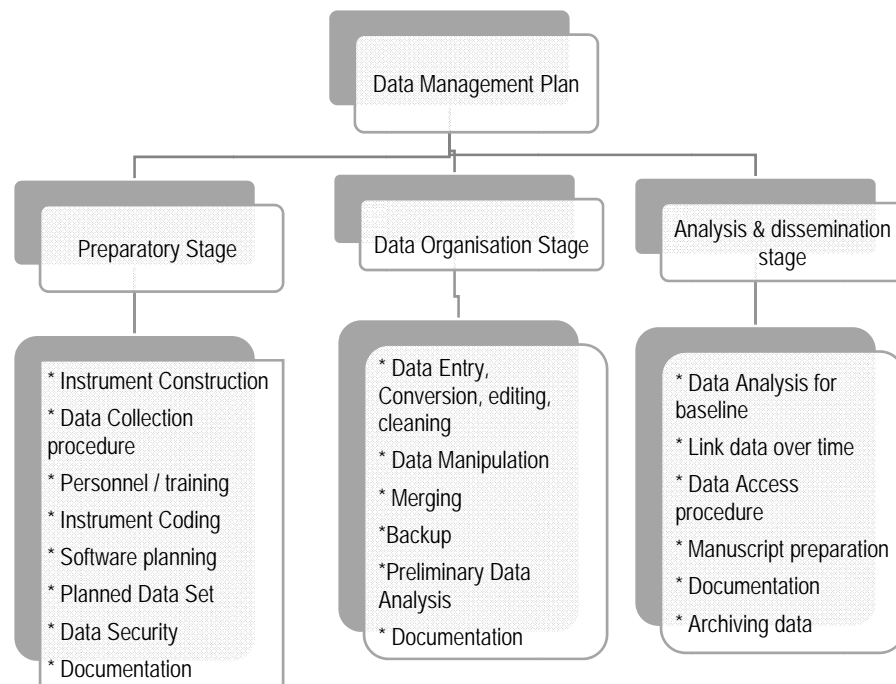 Data Management Plan
Preparatory Stage
Data Organisation Stage
Analysis & dissemination
stage
* Instrument Construction
* Data Collection
procedure
* Personnel / training
* Instrument Coding
* Software planning
* Planned Data Set
* Data Security
* Documentation
* Data Entry,
Conversion, editing,
cleaning
* Data Manipulation
* Merging
*Backup
*Preliminary Data
Analysis
* Documentation
* Data Analysis for
baseline
* Link data over time
* Data Access
procedure
* Manuscript preparation
* Documentation
* Archiving data